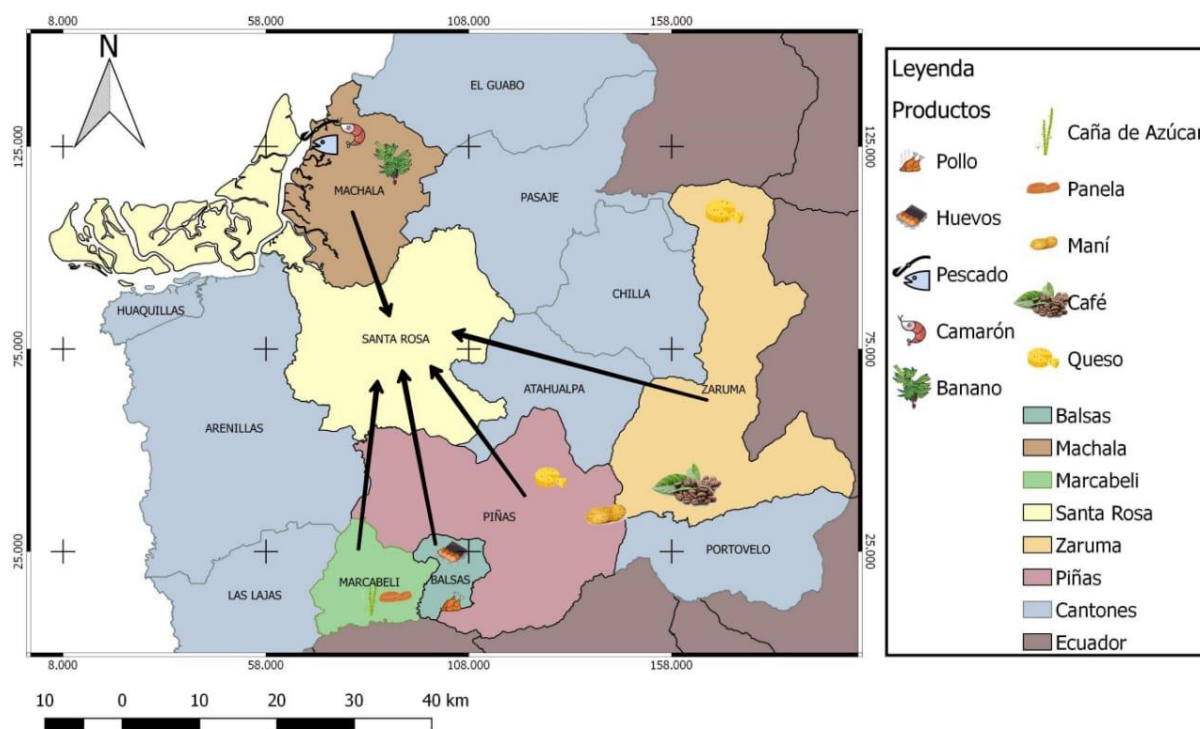 8.000 58.000 108.000 158.000
N
EL GUABO
125.000 125.000
MACHALA
PASAJE
CHILLA
HUAQUILLAS
SANTA ROSA
75.000 75.000
ATAHUALPA
ZARUMA
ARENILLAS
PIÑAS
25.000 25.000
PORTOVELO
MARCABELI
BALSAS
LAS LAJAS
8.000 58.000 108.000 158.000
10 0 10 20 30 40 km
Leyenda
Productos
Pollo
Huevos
Pescado
Camarón
Banano
Caña de Azúcar
Panela
Maní
Café
Queso
Balsas
Machala
Marcabeli
Santa Rosa
Zaruma
Piñas
Cantones
Ecuador